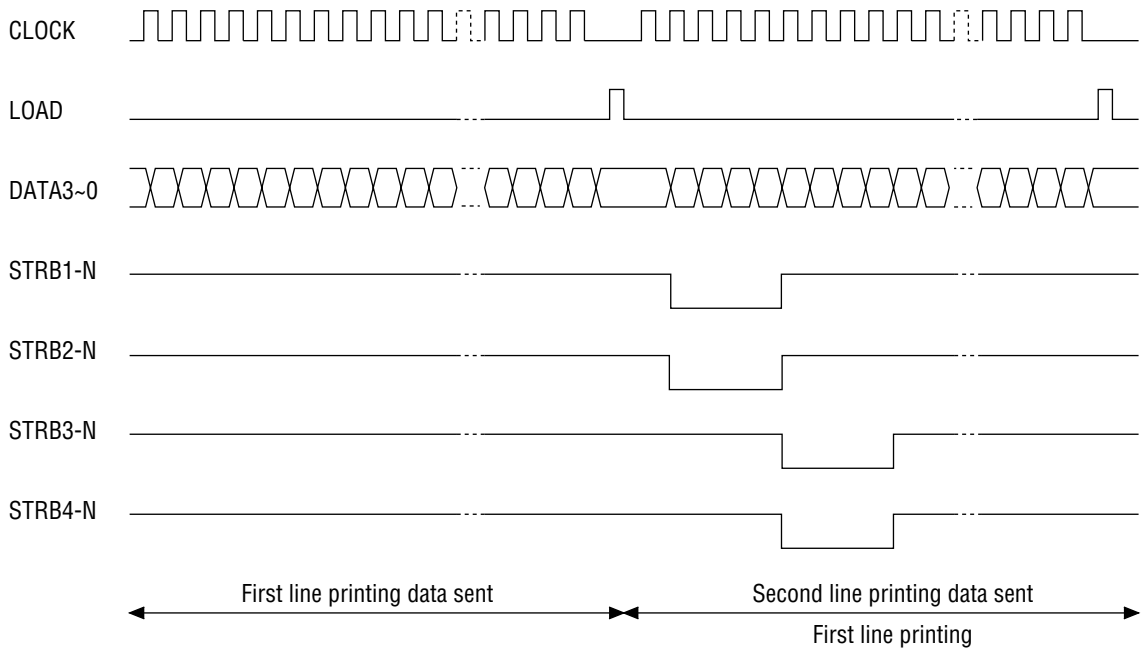 CLOCK
LOAD
DATA3~0
STRB1-N
STRB2-N
STRB3-N
STRB4-N
First line printing data sent
Second line printing data sent
First line printing